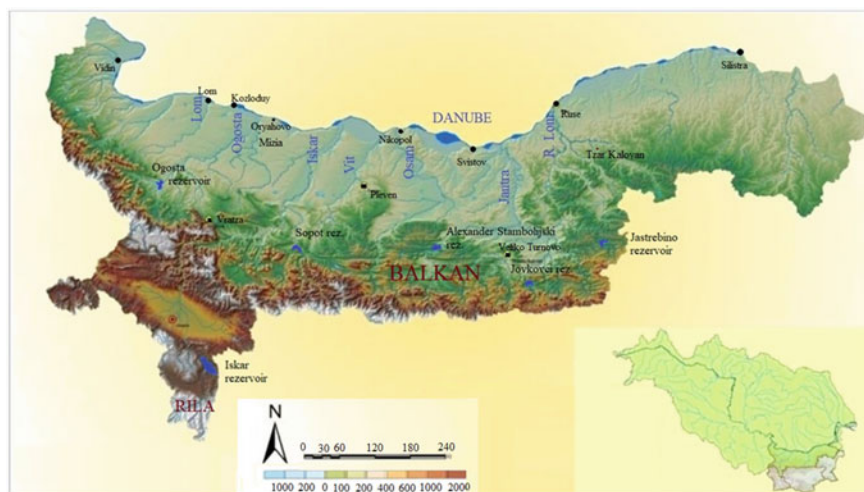 Vidin
Lom
Lom
Kozloduy
Ogosta
Oryahovo
Mizia
Iskar
Vit
Nikopol
Osam
DANUBE
Svistov
Jantra
R. Lom
Ruse
Silistra
Tzar Kaloyan
Ogosta
rezervoir
Vratza
Pleven
Sopot rez.
Alexander Stambolijski
rez.
Veliko Turnovo
Jovkovci rez.
Jastrebino
rezervoir
BALKAN
Iskar
rezervoir
RILA
N
0 30 60 120 180 240
1000 200 0 100 200 400 600 1000 2000